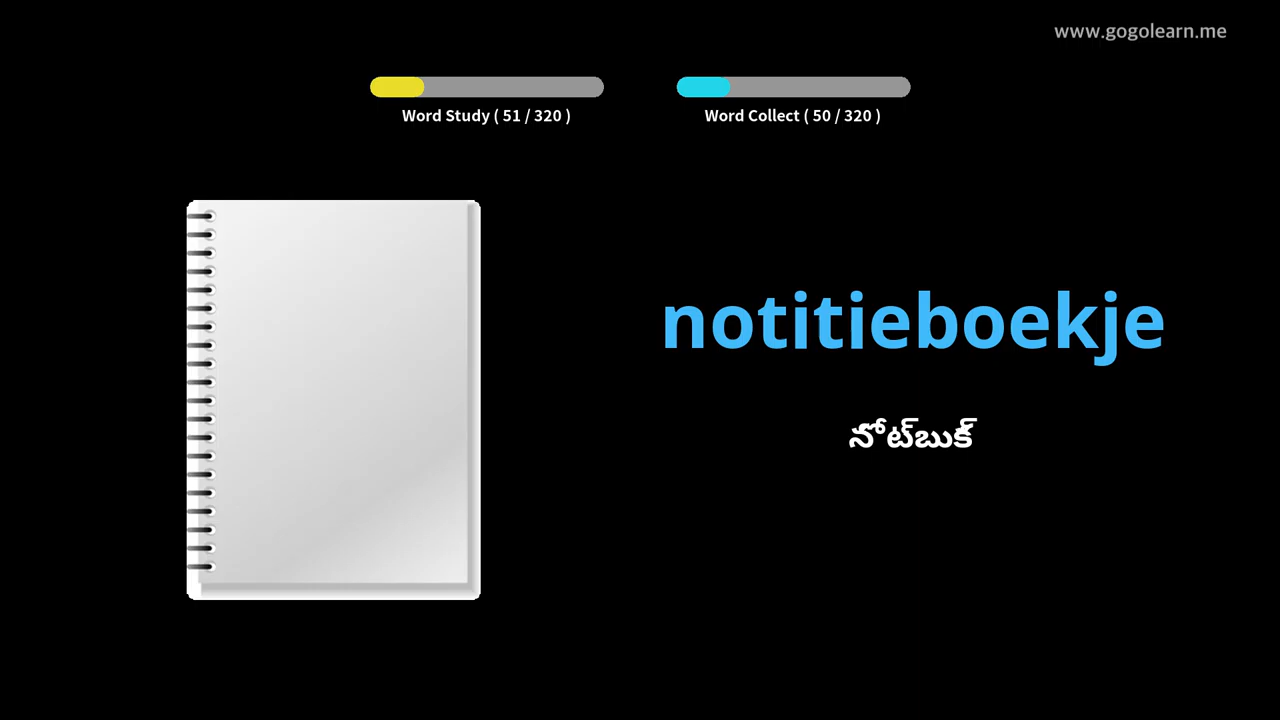 www.gogolearn.me
Word Study ( 51 / 320 )
Word Collect ( 50 / 320 )
notitieboekje
నోట్‌బుక్